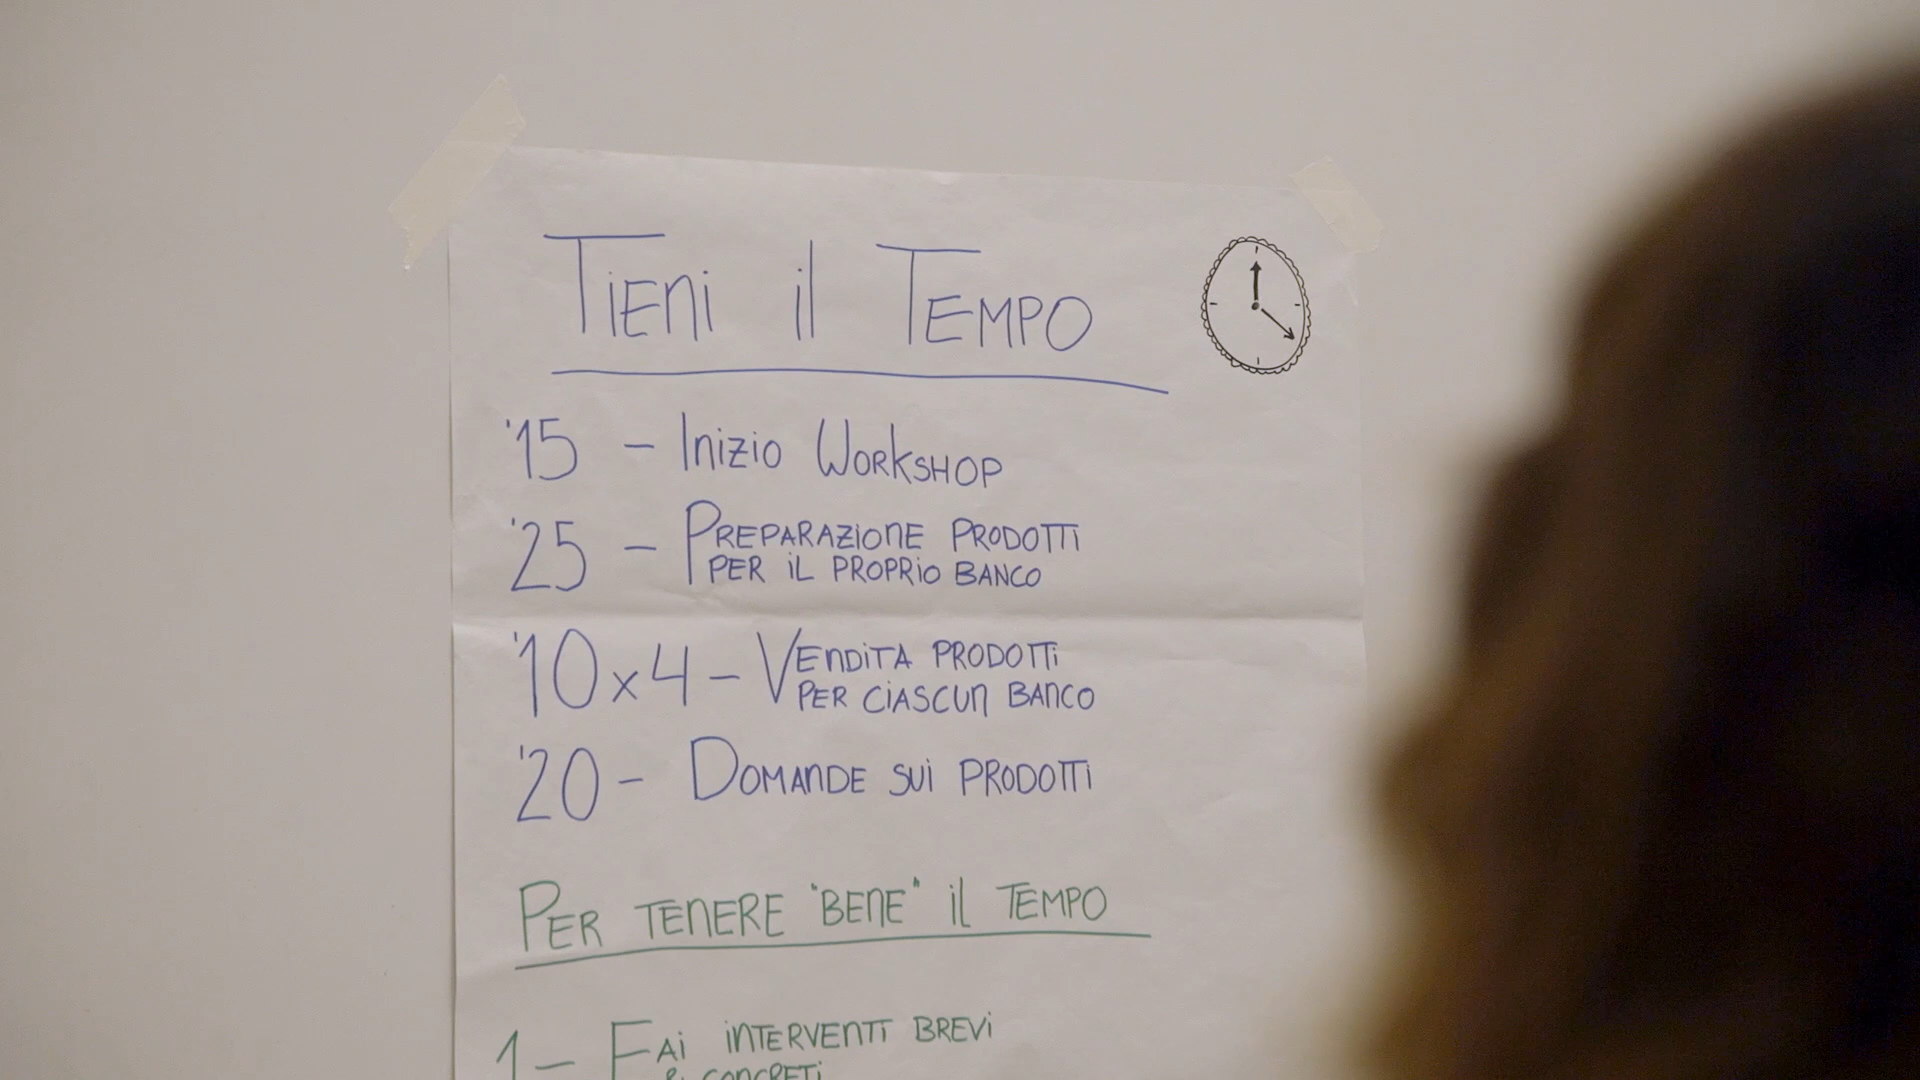 Tieni il Tempo
'15 - Inizio Workshop
'25 - Preparazione prodotti
per il proprio banco
'10x4 - Vendita prodotti
per ciascun banco
'20 - Domande sui prodotti
Per tenere "bene" il tempo
1 - Fai interventi brevi
& concreti